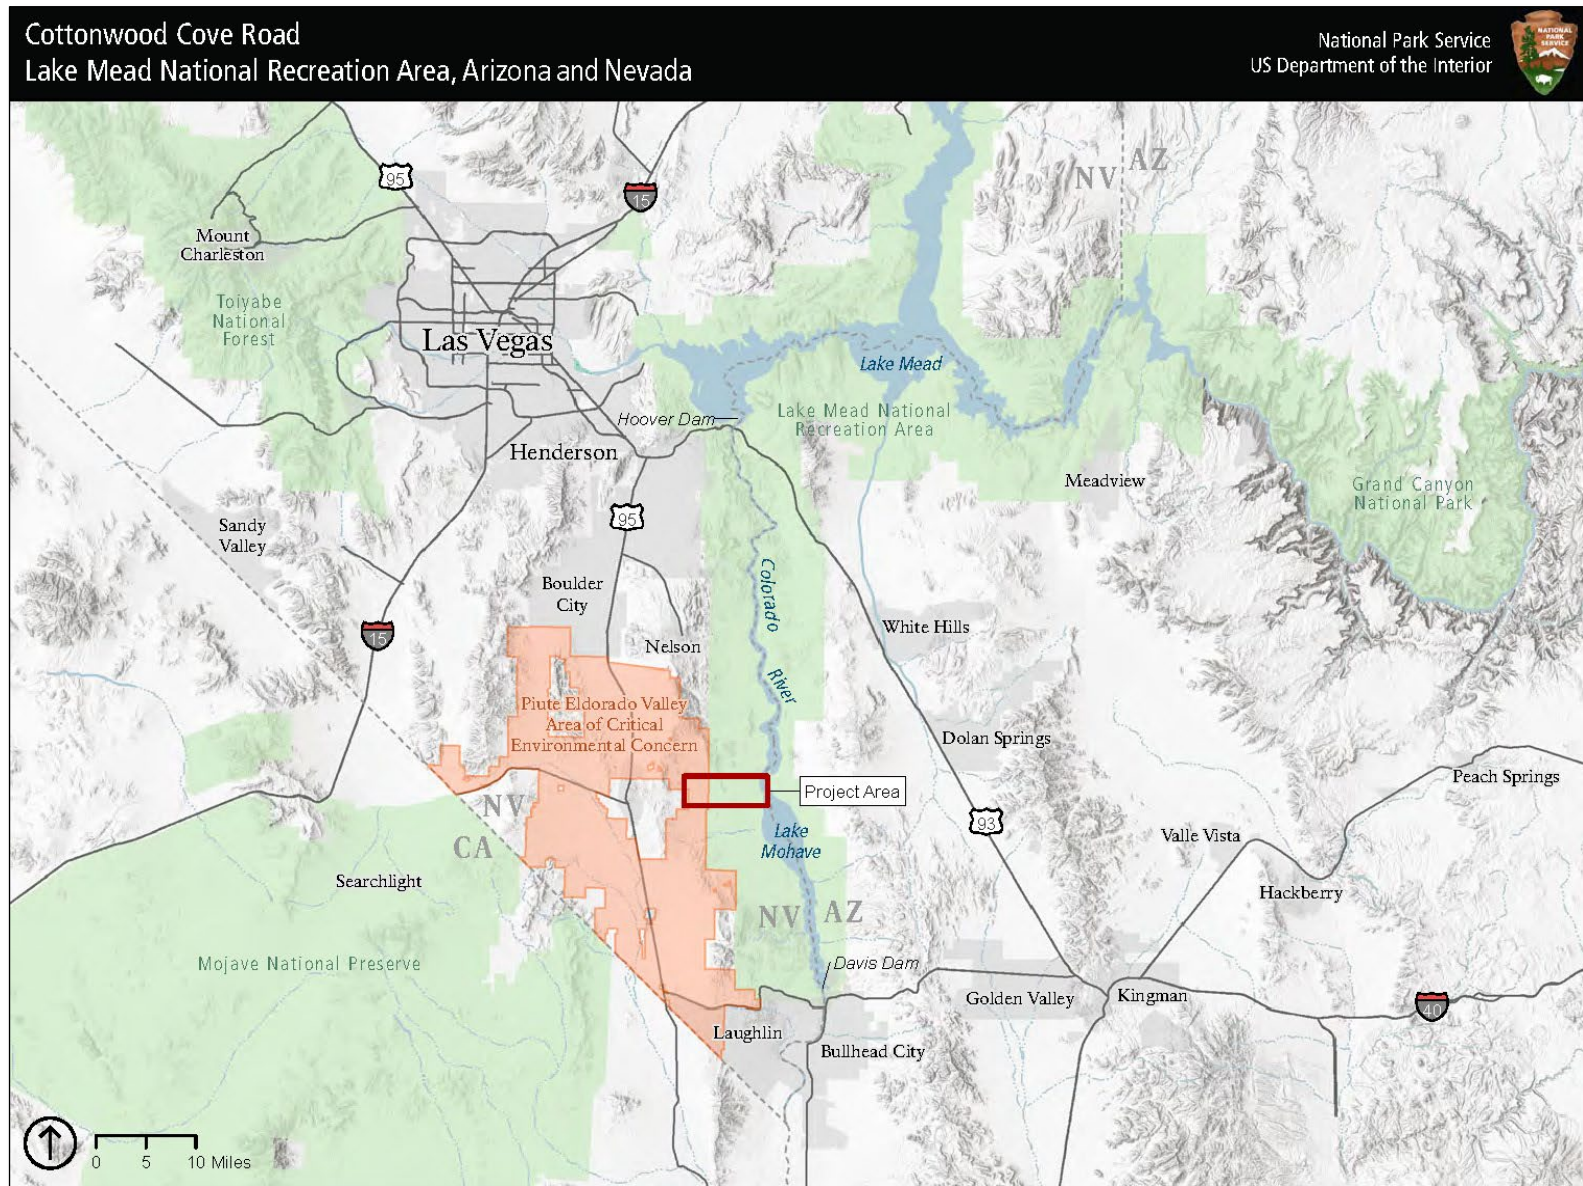 Cottonwood Cove Road
Lake Mead National Recreation Area, Arizona and Nevada
National Park Service
US Department of the Interior
NATIONAL
PARK
SERVICE
95
15
NV
AZ
Mount
Charleston
Toiyabe
National
Forest
Las Vegas
Lake Mead
Hoover Dam
Lake Mead National
Recreation Area
Henderson
Meadview
Grand Canyon
National Park
Sandy
Valley
95
Boulder
City
Colorado
River
15
White Hills
Nelson
Piute Eldorado Valley
Area of Critical
Environmental Concern
Dolan Springs
Peach Springs
Project Area
NV
CA
93
Lake
Mohave
Valle Vista
Searchlight
Hackberry
NV
AZ
Mojave National Preserve
Davis Dam
Golden Valley
Kingman
40
Laughlin
Bullhead City
0 5 10 Miles